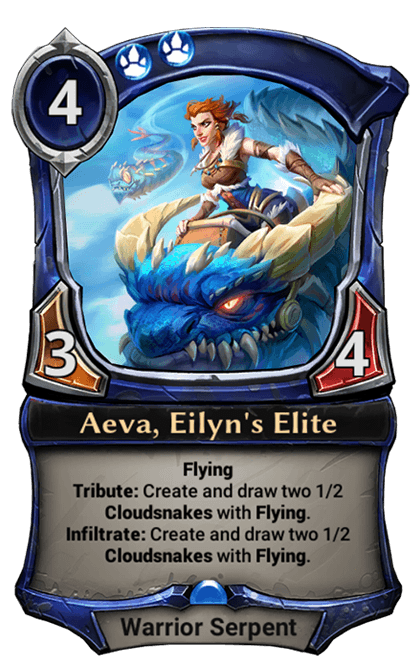 4
3
4
Aeva, Eilyn's Elite
Flying
Tribute: Create and draw two 1/2
Cloudsnakes with Flying.
Infiltrate: Create and draw two 1/2
Cloudsnakes with Flying.
Warrior Serpent